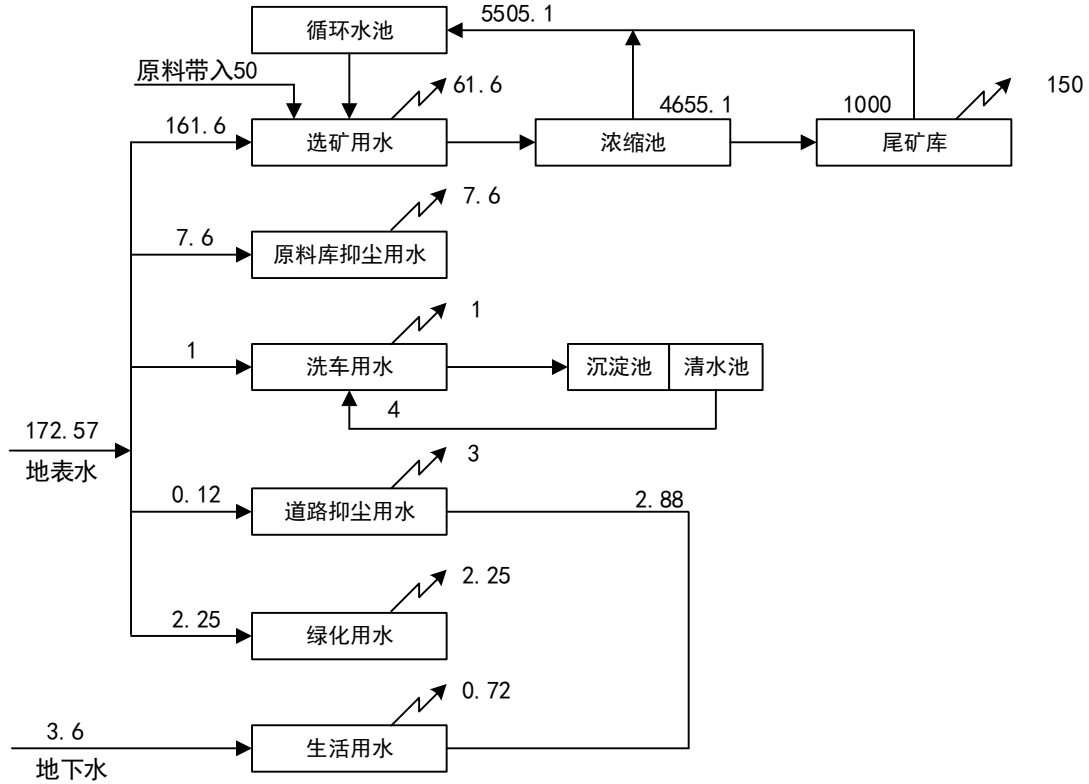 5505.1
循环水池
原料带入50
61.6
150
161.6
4655.1
1000
选矿用水
浓缩池
尾矿库
7.6
7.6
原料库抑尘用水
1
1
洗车用水
沉淀池
清水池
4
172.57
地表水
3
0.12
2.88
道路抑尘用水
2.25
2.25
绿化用水
0.72
3.6
生活用水
地下水